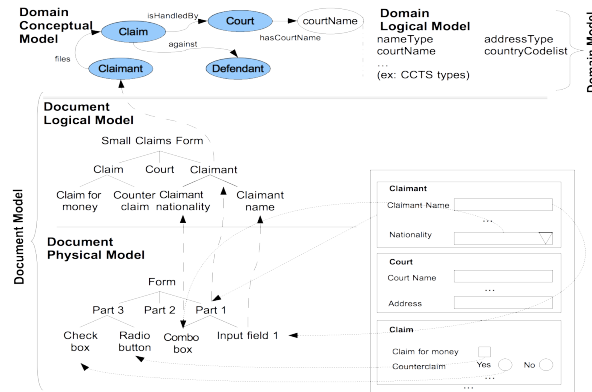 Domain
Conceptual
Model
isHandledBy
Claim
Court
courtName
hasCourtName
against
files
Claimant
Defendant
Domain
Logical Model
nameType addressType
courtName countryCodelist
...
(ex: CCTS types)
Domain Model
Document Model
Document
Logical Model
Small Claims Form
Claim Court Claimant
Claim for money
Counter claim
Claimant nationality
Claimant name
Document
Physical Model
Form
Part 3 Part 2 Part 1
Check box
Radio button
Combo box
Input field 1
Claimant
Claimant Name
...
Nationality
Court
Court Name
...
Address
Claim
Claim for money
Counterclaim Yes No
...
...